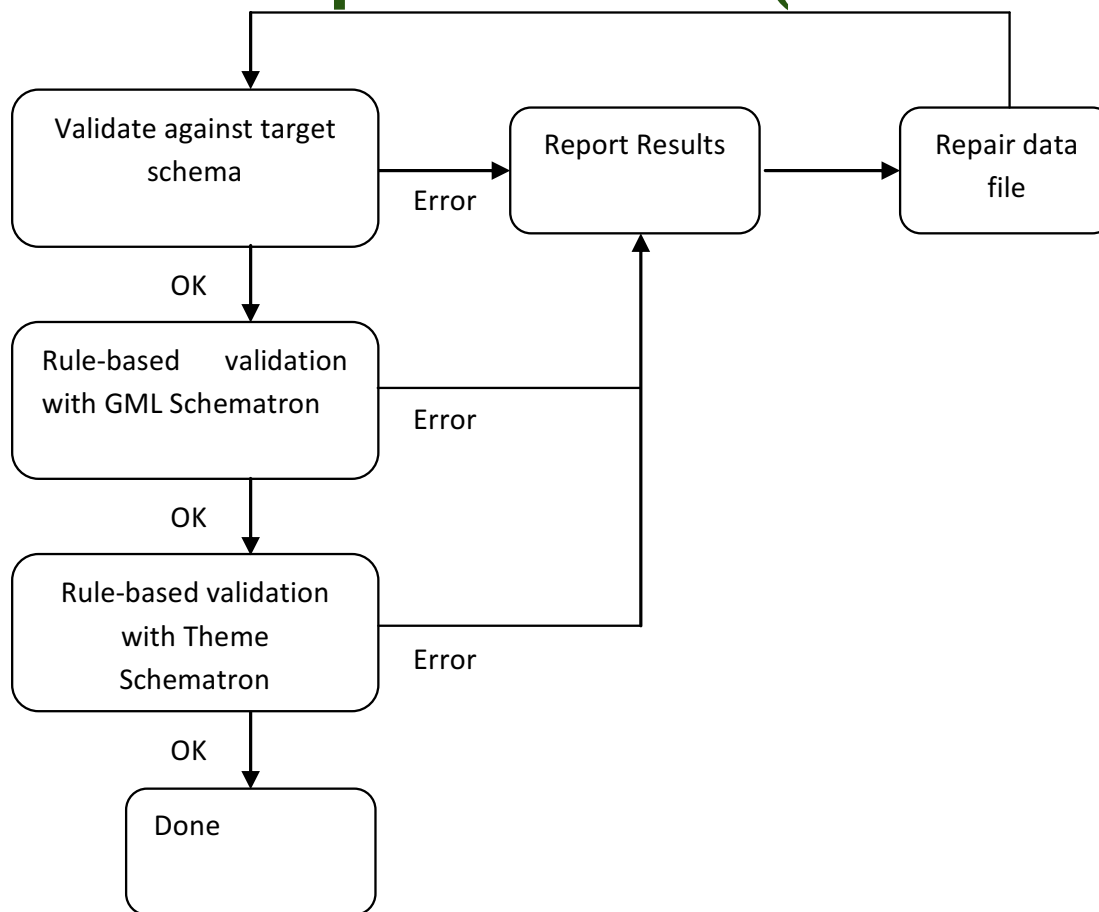 Validate against target
schema
Error
Report Results
Repair data
file
OK
Rule-based validation
with GML Schematron
Error
OK
Rule-based validation
with Theme
Schematron
Error
OK
Done